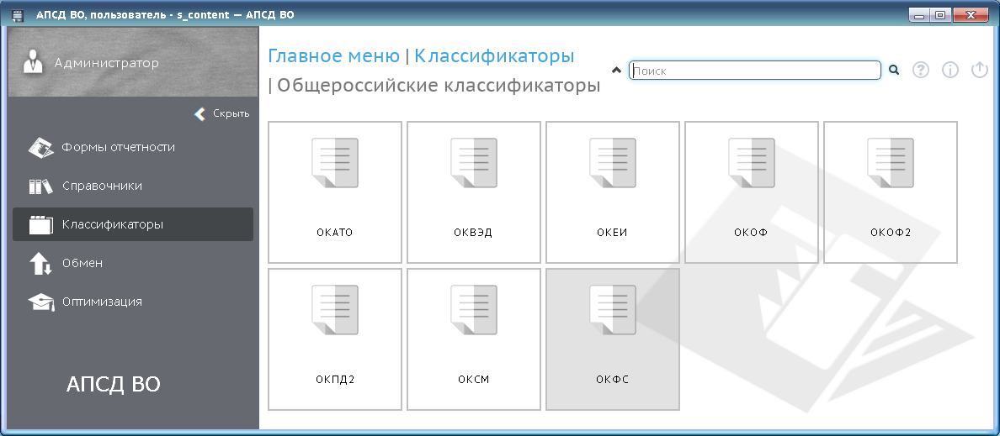 АПСД ВО, пользователь - s_content — АПСД ВО
Администратор
Скрыть
Формы отчетности
Справочники
Классификаторы
Обмен
Оптимизация
АПСД ВО
Главное меню | Классификаторы
| Общероссийские классификаторы
Поиск
ОКАТО
ОКВЭД
ОКЕИ
ОКОФ
ОКОФ2
ОКПД2
ОКСМ
ОКФС